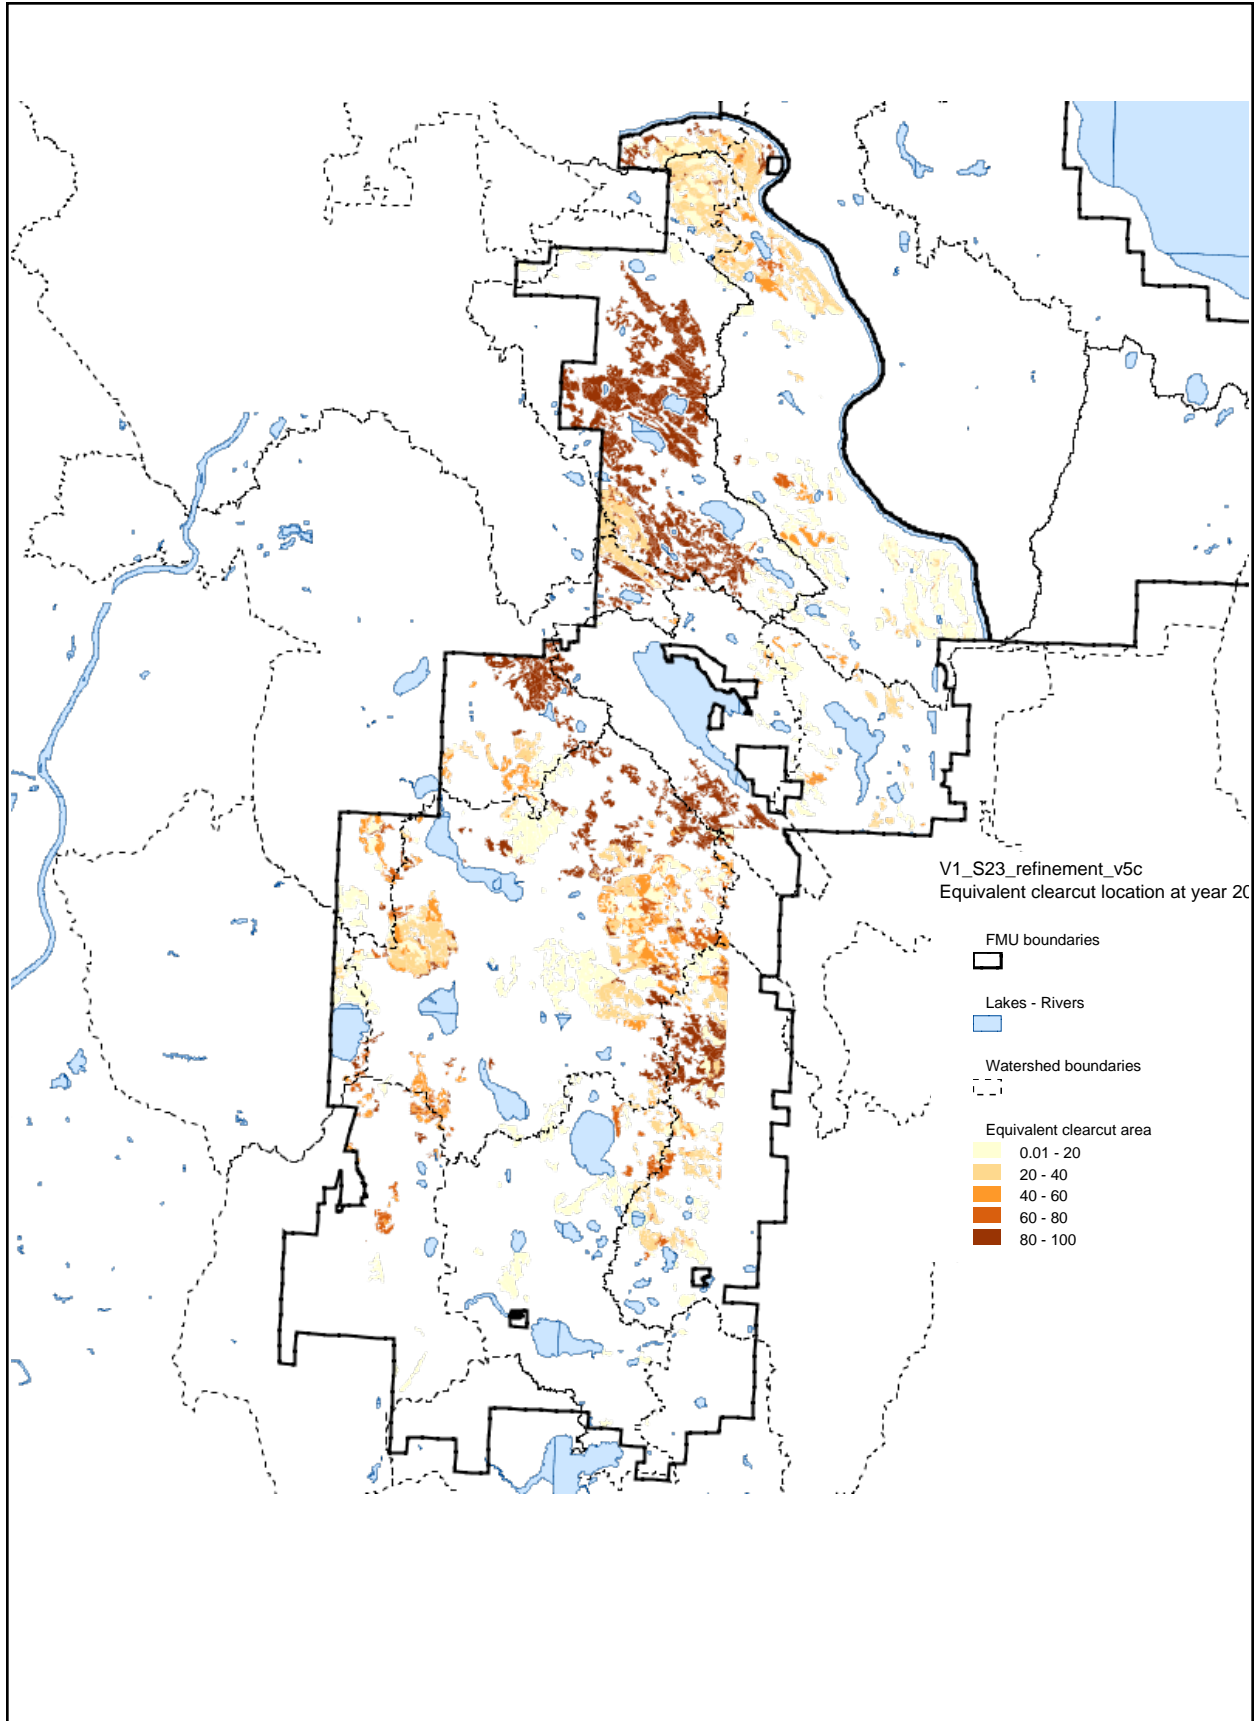 V1_S23_refinement_v5c
Equivalent clearcut location at year 20
FMU boundaries
Lakes - Rivers
Watershed boundaries
Equivalent clearcut area
0.01 - 20
20 - 40
40 - 60
60 - 80
80 - 100